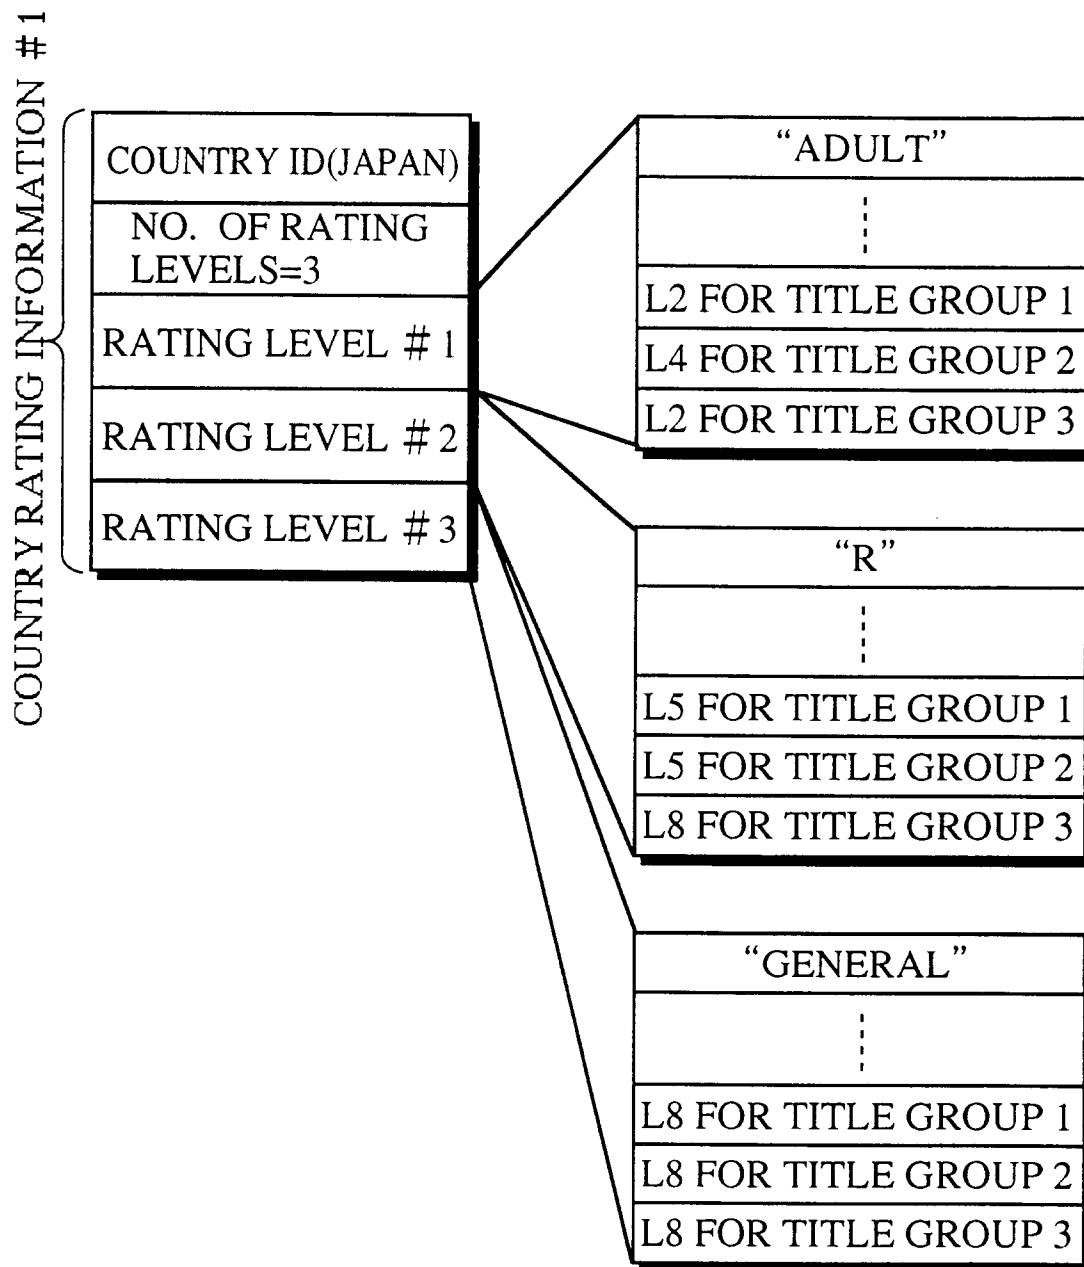 COUNTRY RATING INFORMATION #1
COUNTRY ID(JAPAN)
NO. OF RATING
LEVELS=3
RATING LEVEL #1
RATING LEVEL #2
RATING LEVEL #3
“ADULT”
L2 FOR TITLE GROUP 1
L4 FOR TITLE GROUP 2
L2 FOR TITLE GROUP 3
“R”
L5 FOR TITLE GROUP 1
L5 FOR TITLE GROUP 2
L8 FOR TITLE GROUP 3
“GENERAL”
L8 FOR TITLE GROUP 1
L8 FOR TITLE GROUP 2
L8 FOR TITLE GROUP 3